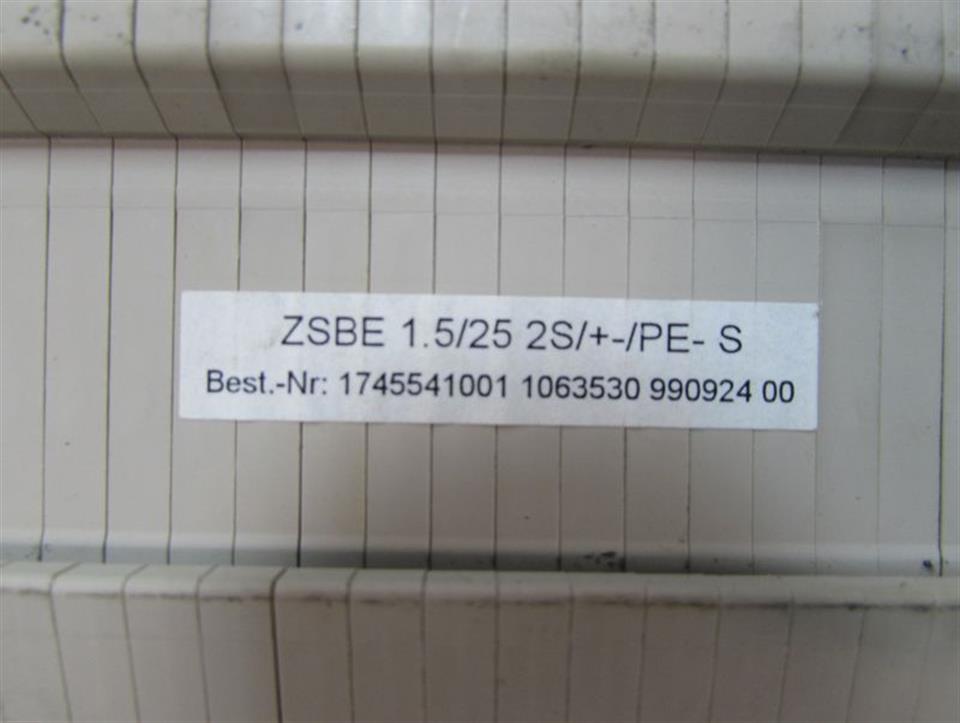 ZSBE 1.5/25 2S/+-/PE- S
Best.-Nr: 1745541001 1063530 990924 00